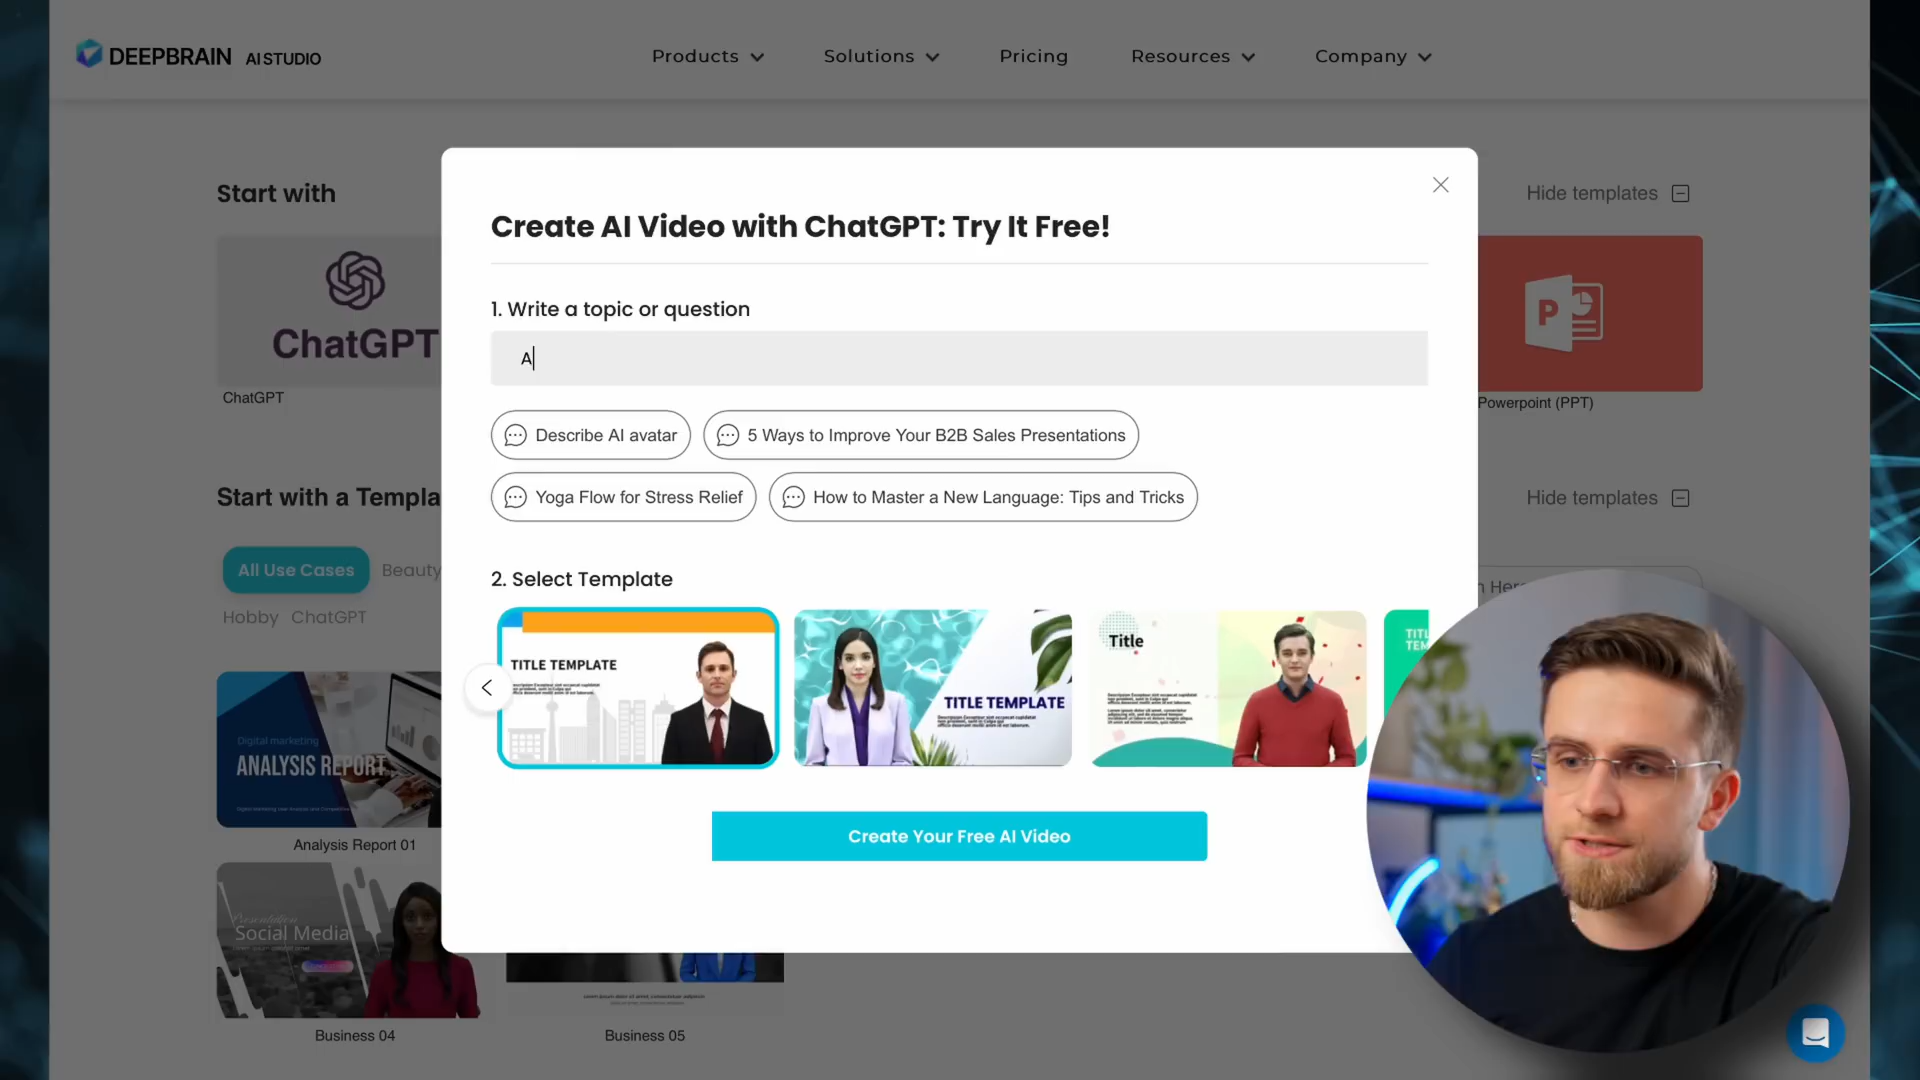 DEEPBRAIN AI STUDIO
Products
Solutions
Pricing
Resources
Company
Start with
Hide templates
ChatGPT
ChatGPT
P
Powerpoint (PPT)
Create AI Video with ChatGPT: Try It Free!
1. Write a topic or question
A
Describe AI avatar
5 Ways to Improve Your B2B Sales Presentations
Yoga Flow for Stress Relief
How to Master a New Language: Tips and Tricks
Start with a Templa
Hide templates
All Use Cases
Beauty
Hobby
ChatGPT
2. Select Template
TITLE TEMPLATE
TITLE TEMPLATE
Title
TITL
TEM
Digital marketing
ANALYSIS REPORT
Analysis Report 01
Create Your Free AI Video
Presentation
Social Media
Business 04
Business 05